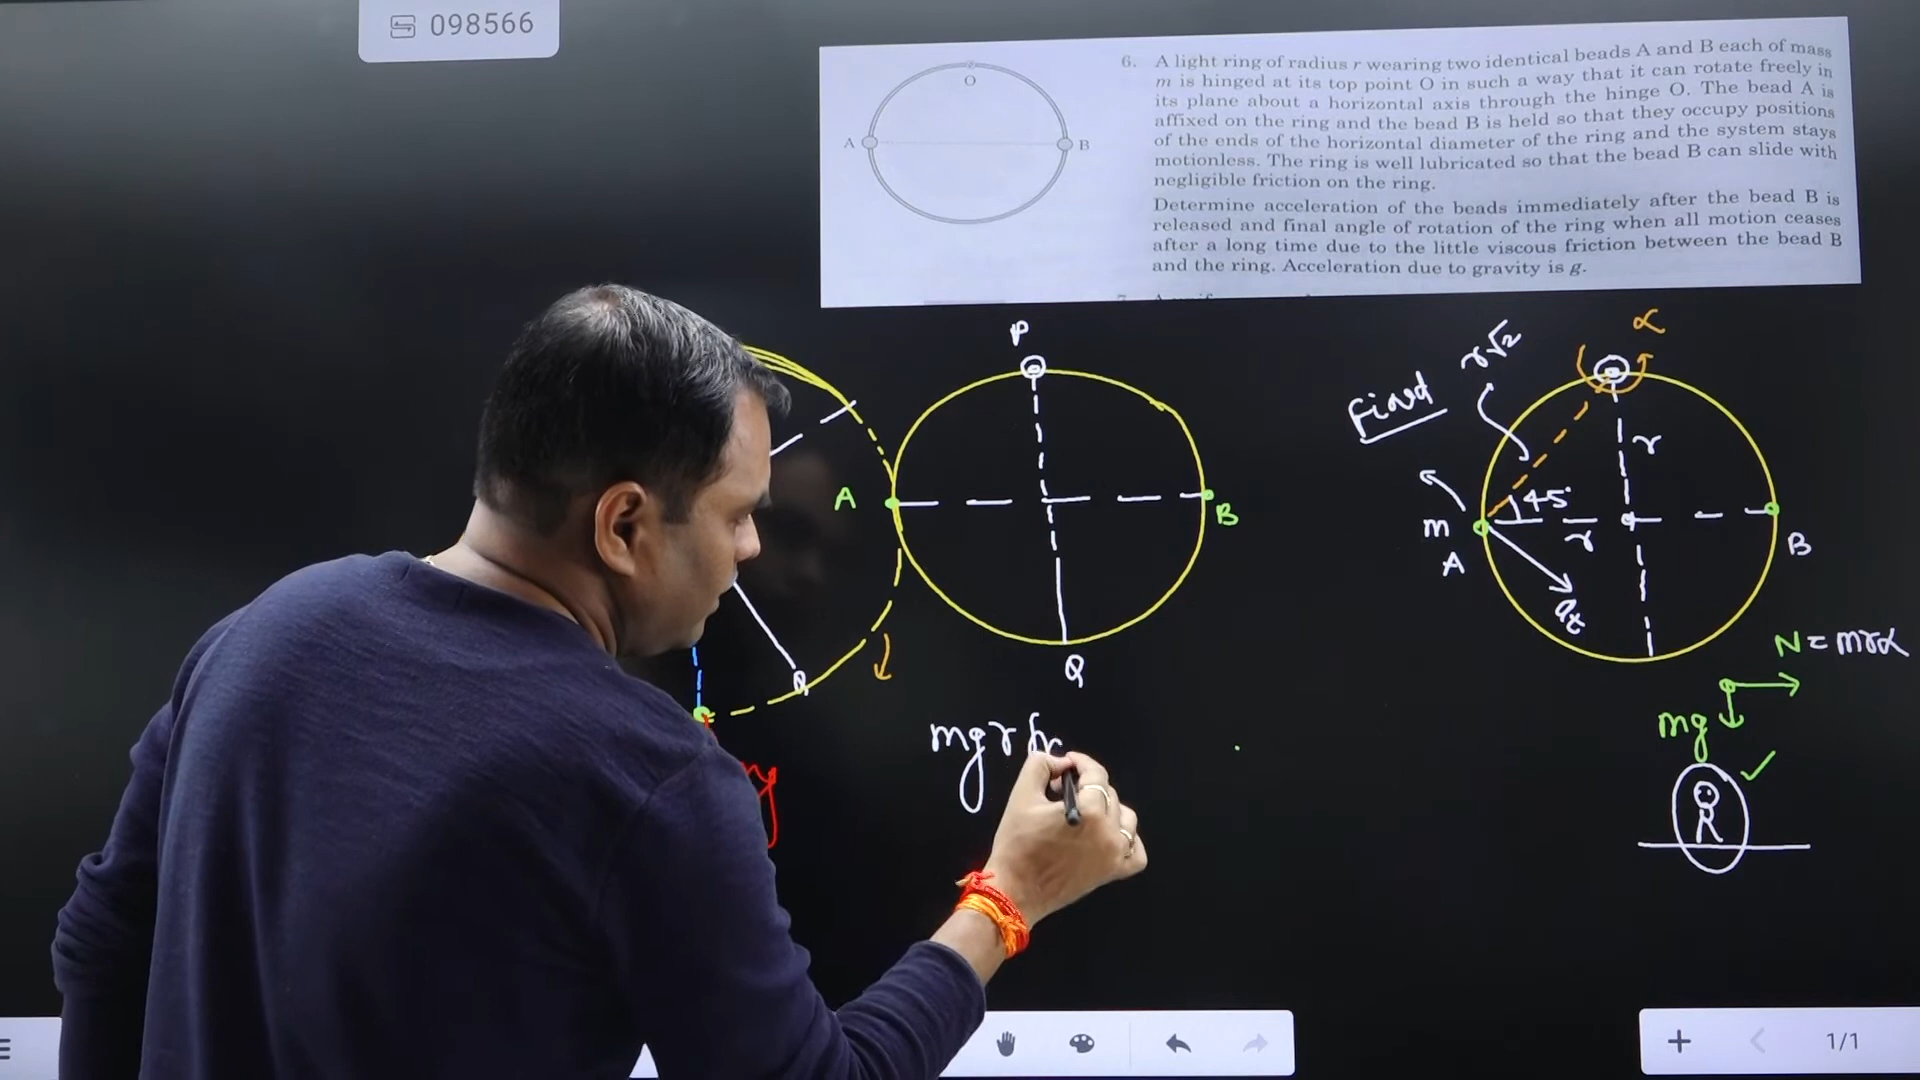 098566
O
A
B
6. A light ring of radius r wearing two identical beads A and B each of mass
m is hinged at its top point O in such a way that it can rotate freely in
its plane about a horizontal axis through the hinge O. The bead A is
affixed on the ring and the bead B is held so that they occupy positions
of the ends of the horizontal diameter of the ring and the system stays
motionless. The ring is well lubricated so that the bead B can slide with
negligible friction on the ring.
Determine acceleration of the beads immediately after the bead B is
released and final angle of rotation of the ring when all motion ceases
after a long time due to the little viscous friction between the bead B
and the ring. Acceleration due to gravity is g.
P
A
B
Q
mgr
Find
r√2
α
r
45°
m
r
A
B
at
N = mrα
mg
1/1